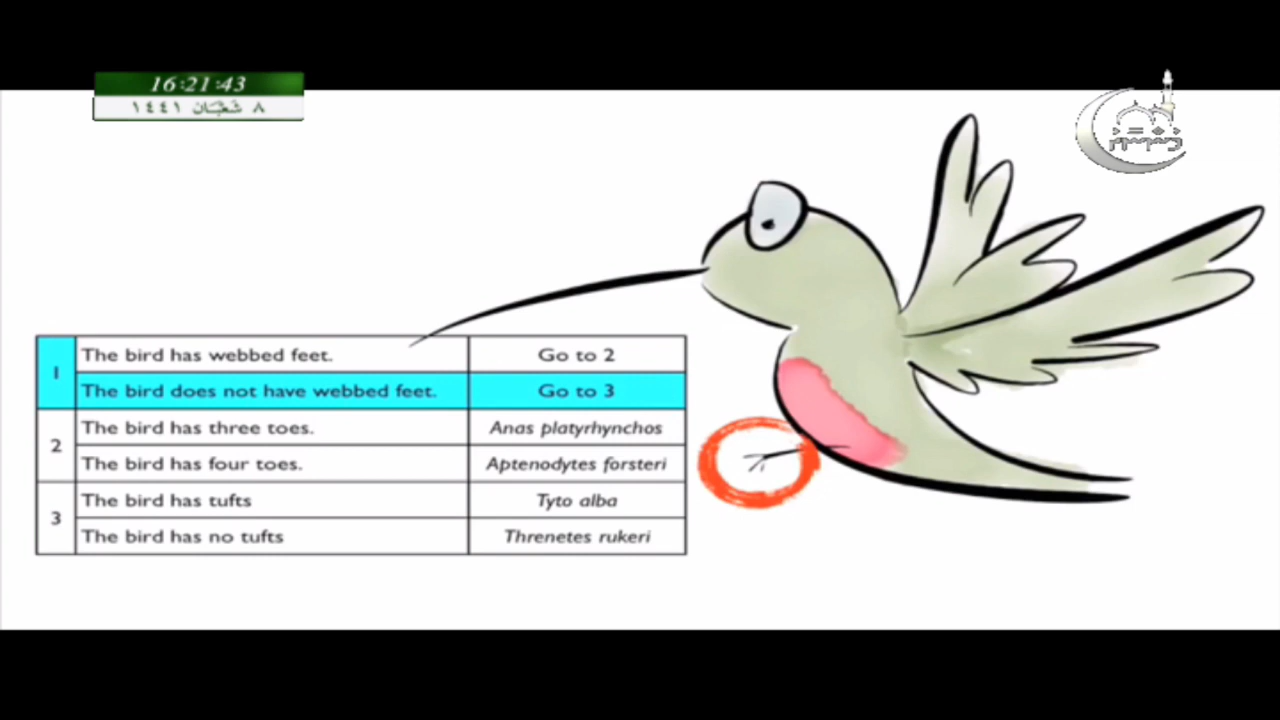 16:21:43
٨ شَعْبَان ١٤٤١
1
The bird has webbed feet. Go to 2
The bird does not have webbed feet. Go to 3
2
The bird has three toes. Anas platyrhynchos
The bird has four toes. Aptenodytes forsteri
3
The bird has tufts Tyto alba
The bird has no tufts Threnetes rukeri